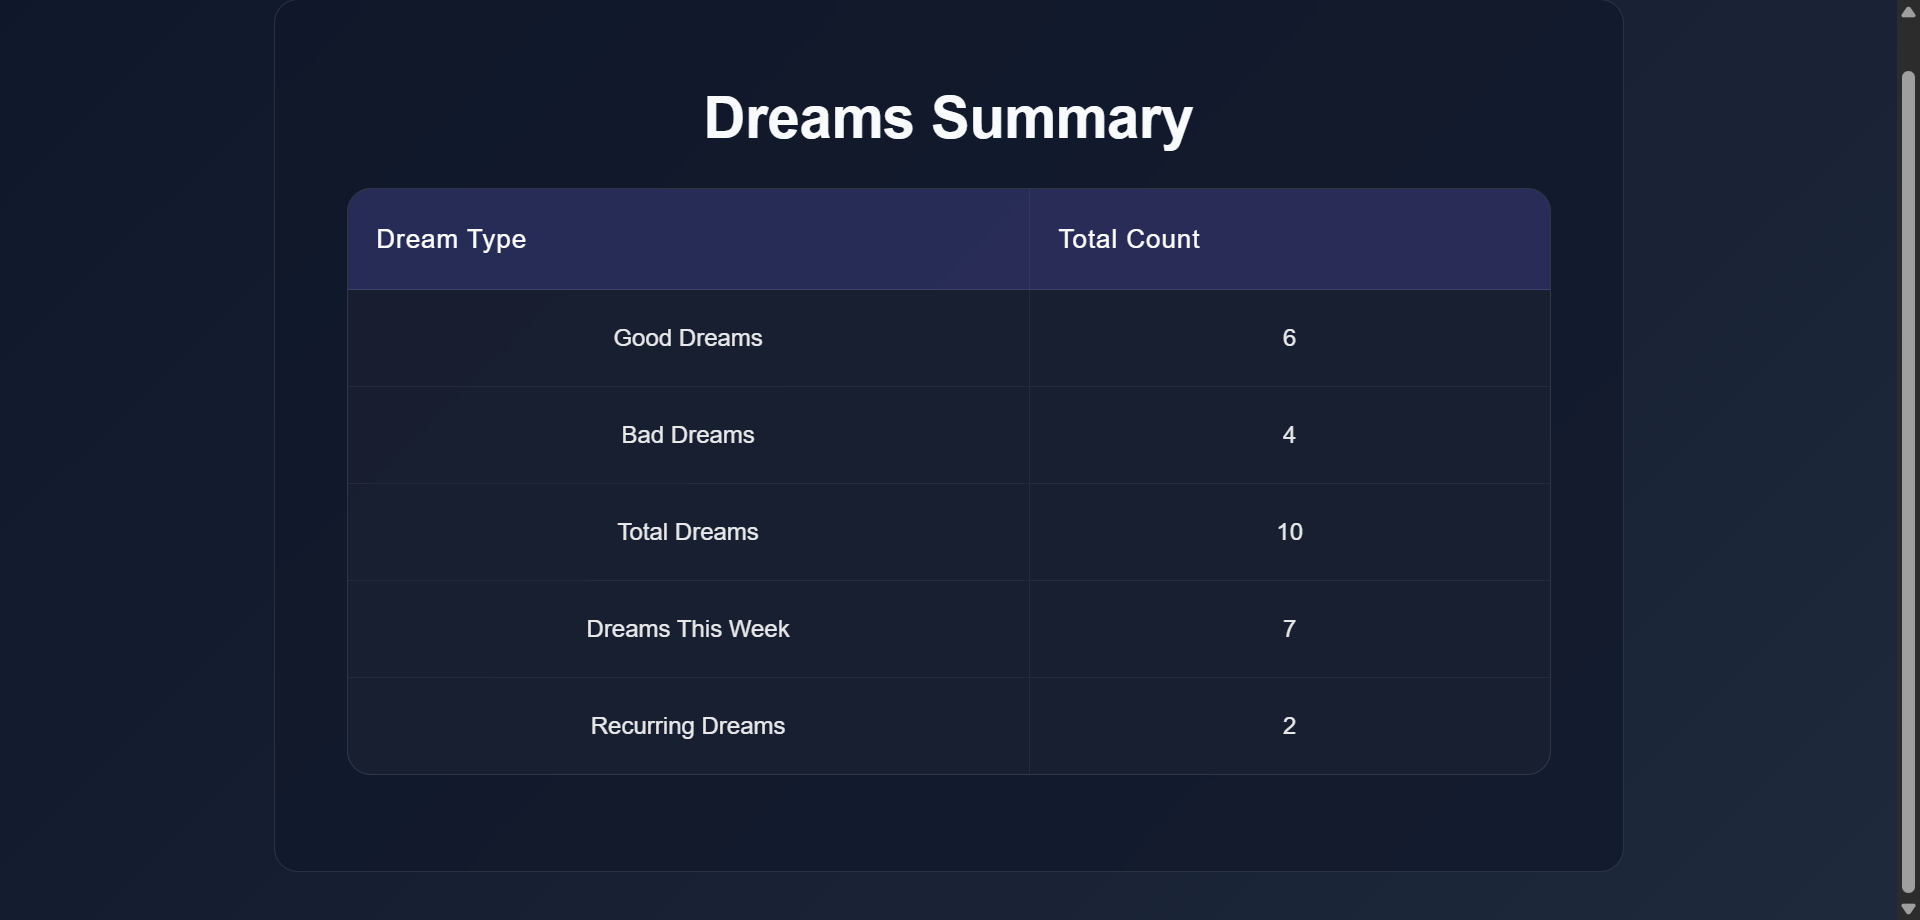 Dreams Summary
Dream Type Total Count
Good Dreams 6
Bad Dreams 4
Total Dreams 10
Dreams This Week 7
Recurring Dreams 2